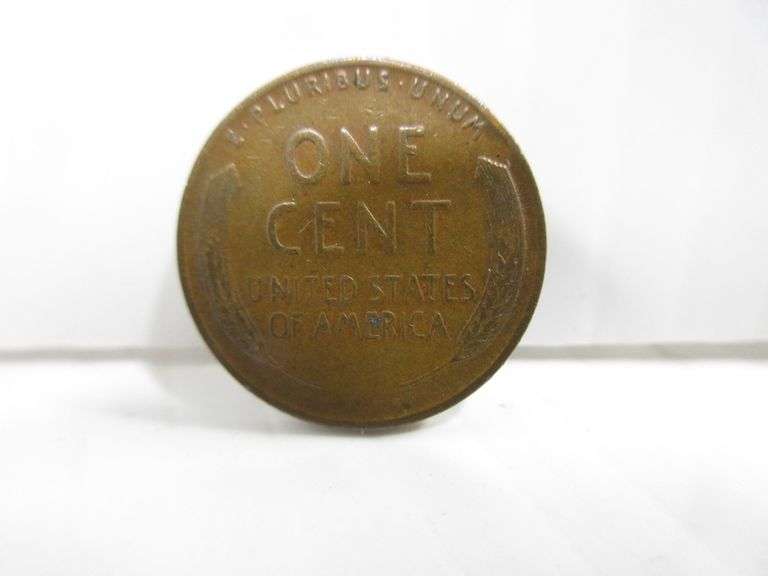 E · PLURIBUS · UNUM
ONE
CENT
UNITED STATES
OF AMERICA